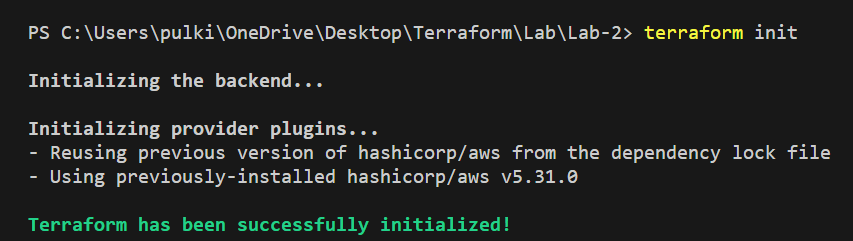 PS C:\Users\pulki\OneDrive\Desktop\Terraform\Lab\Lab-2> terraform init
Initializing the backend...
Initializing provider plugins...
- Reusing previous version of hashicorp/aws from the dependency lock file
- Using previously-installed hashicorp/aws v5.31.0
Terraform has been successfully initialized!